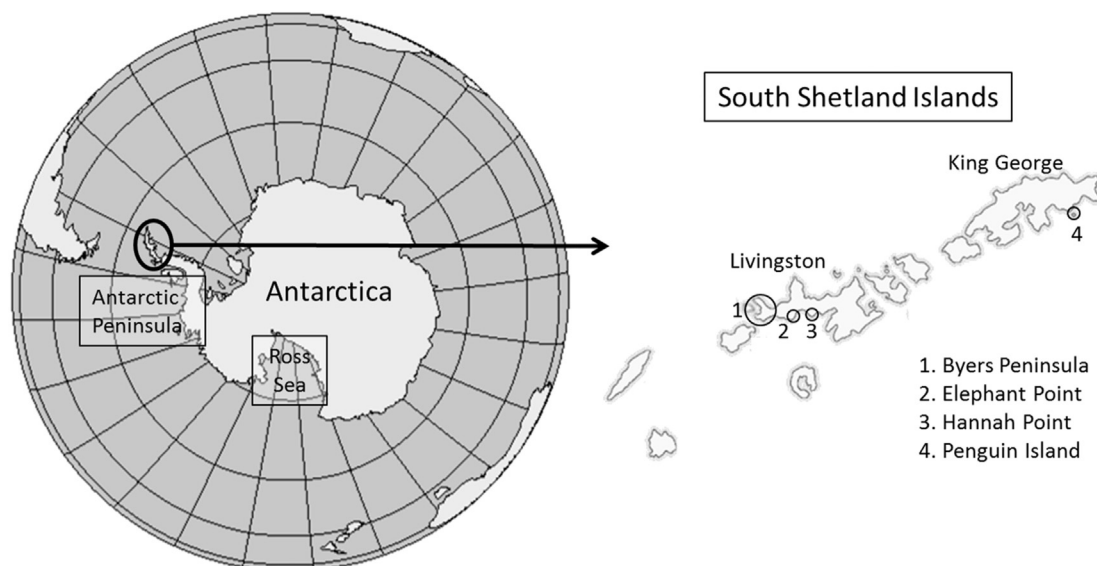 South Shetland Islands
King George
4
Livingston
1
2
3
Antarctic
Peninsula
Antarctica
Ross
Sea
1. Byers Peninsula
2. Elephant Point
3. Hannah Point
4. Penguin Island